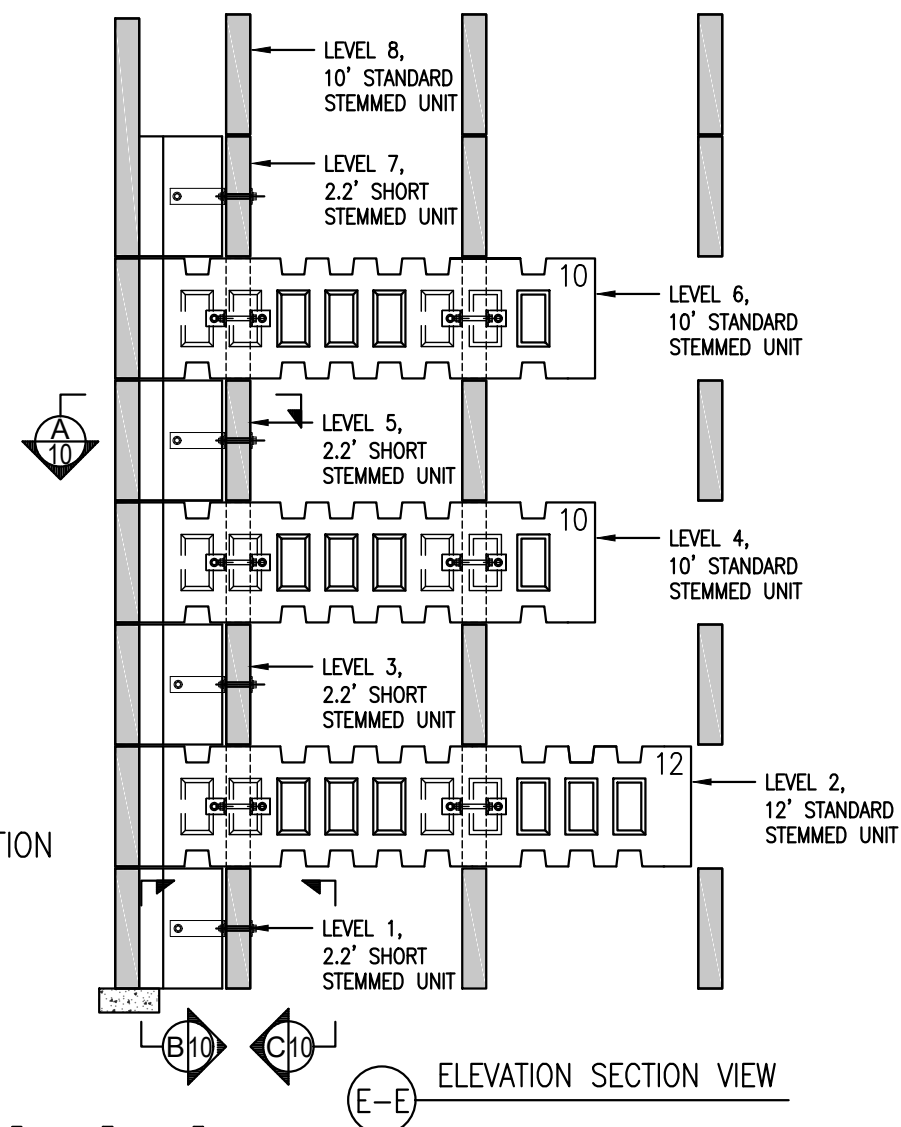 LEVEL 8,
10' STANDARD
STEMMED UNIT
LEVEL 7,
2.2' SHORT
STEMMED UNIT
10
LEVEL 6,
10' STANDARD
STEMMED UNIT
A
10
LEVEL 5,
2.2' SHORT
STEMMED UNIT
10
LEVEL 4,
10' STANDARD
STEMMED UNIT
LEVEL 3,
2.2' SHORT
STEMMED UNIT
12
LEVEL 2,
12' STANDARD
STEMMED UNIT
TION
LEVEL 1,
2.2' SHORT
STEMMED UNIT
B 10
C 10
E-E ELEVATION SECTION VIEW